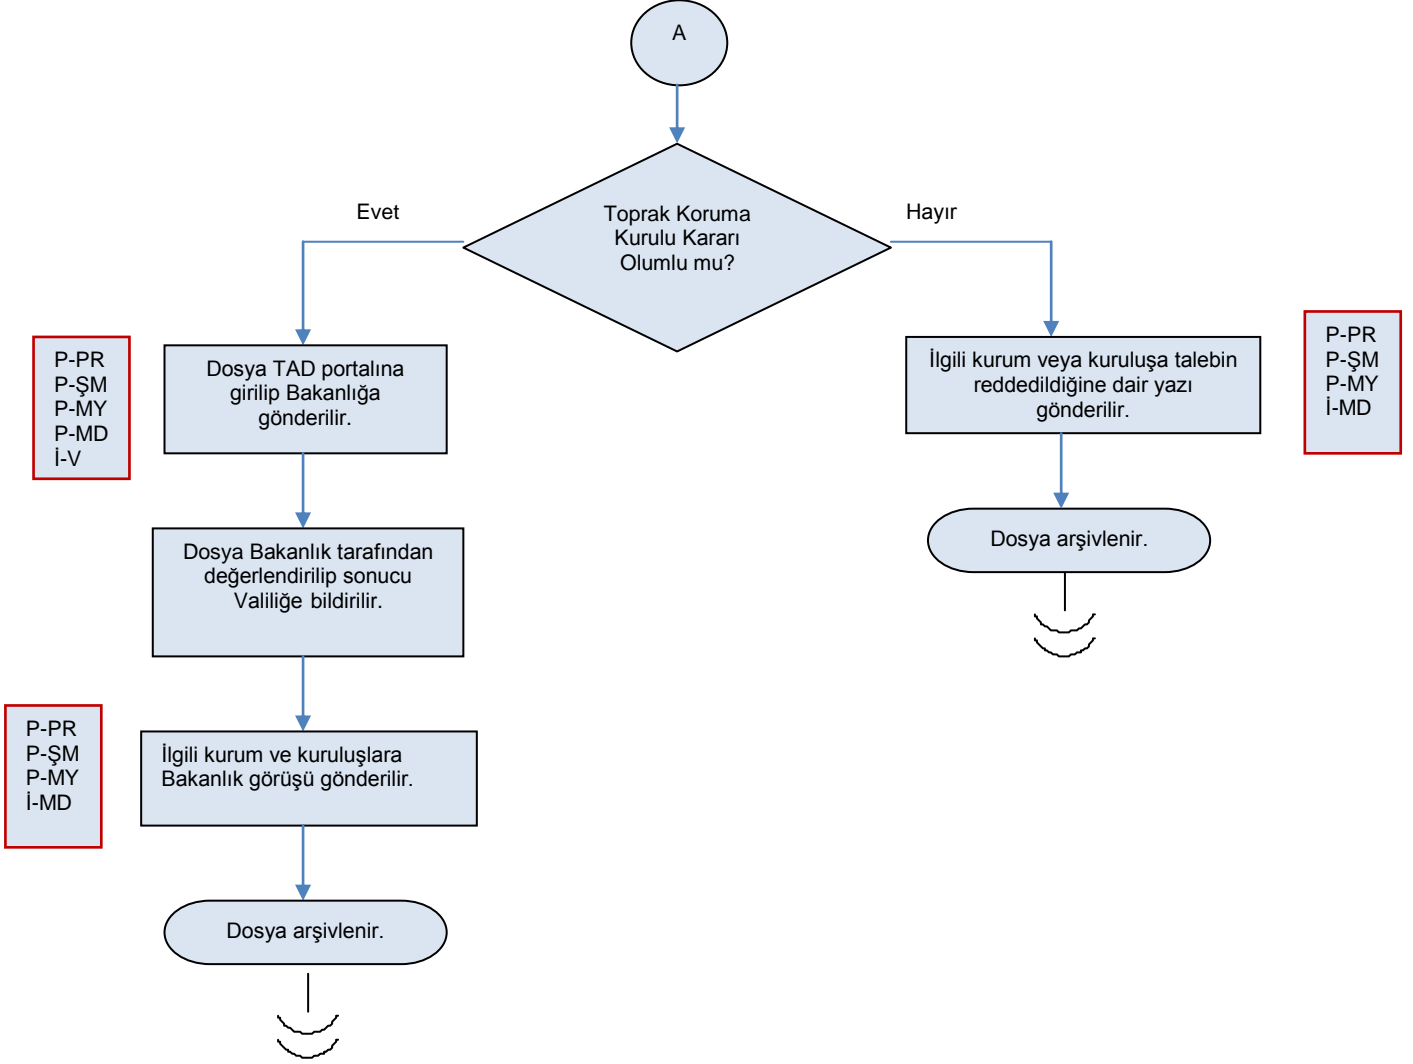 A
Evet
Hayır
Toprak Koruma
Kurulu Kararı
Olumlu mu?
P-PR
P-ŞM
P-MY
P-MD
İ-V
Dosya TAD portalına
girilip Bakanlığa
gönderilir.
İlgili kurum veya kuruluşa talebin
reddedildiğine dair yazı
gönderilir.
P-PR
P-ŞM
P-MY
İ-MD
Dosya Bakanlık tarafından
değerlendirilip sonucu
Valiliğe bildirilir.
Dosya arşivlenir.
P-PR
P-ŞM
P-MY
İ-MD
İlgili kurum ve kuruluşlara
Bakanlık görüşü gönderilir.
Dosya arşivlenir.